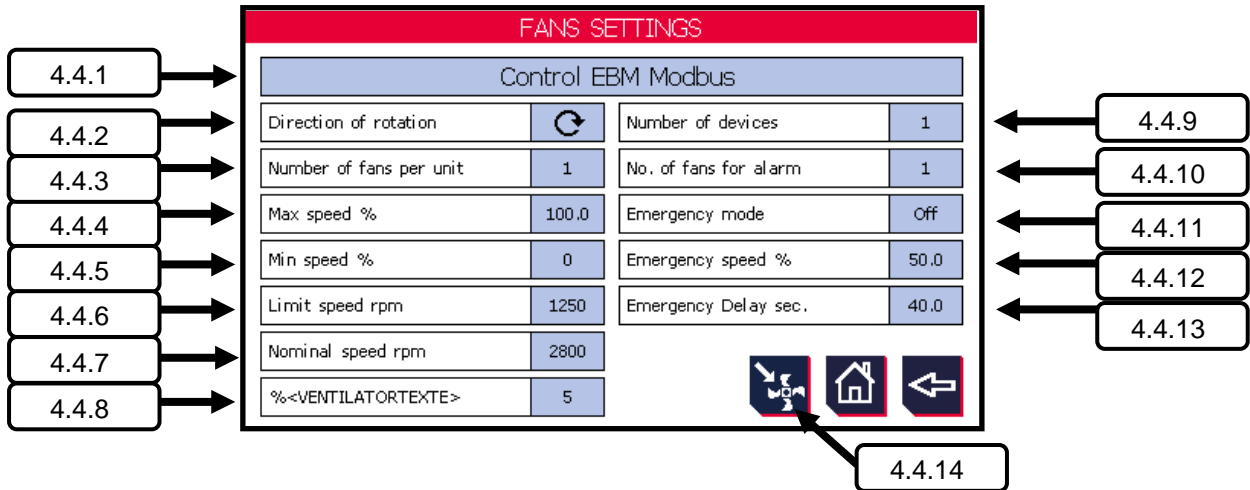 FANS SETTINGS
4.4.1
Control EBM Modbus
4.4.2
Direction of rotation
Number of devices 1
4.4.9
4.4.3
Number of fans per unit 1
No. of fans for alarm 1
4.4.10
4.4.4
Max speed % 100.0
Emergency mode Off
4.4.11
4.4.5
Min speed % 0
Emergency speed % 50.0
4.4.12
4.4.6
Limit speed rpm 1250
Emergency Delay sec. 40.0
4.4.13
4.4.7
Nominal speed rpm 2800
4.4.8
%<VENTILATORTEXTE> 5
4.4.14